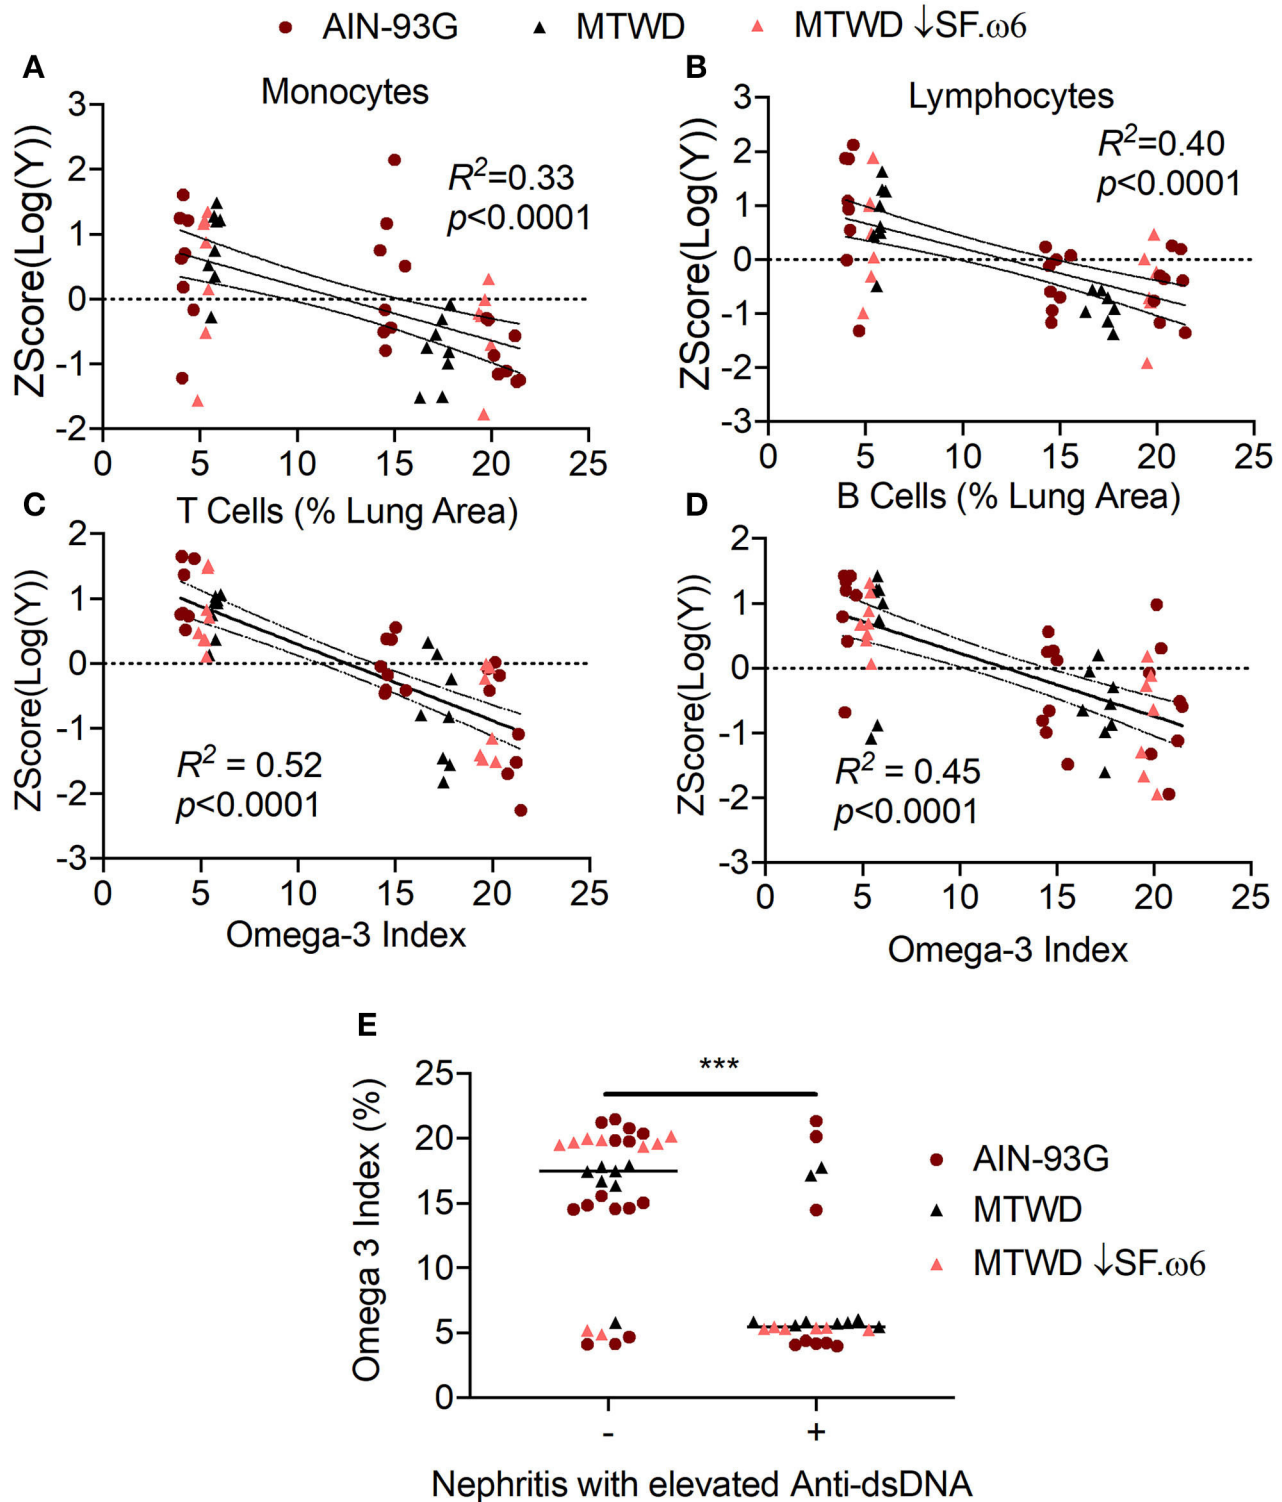 AIN-93G MTWD MTWD ↓SF.ω6
A
Monocytes
ZScore(Log(Y))
3
2
1
0
-1
-2
R²=0.33
p<0.0001
0 5 10 15 20 25
B
Lymphocytes
ZScore(Log(Y))
3
2
1
0
-1
-2
-3
R²=0.40
p<0.0001
0 5 10 15 20 25
C
T Cells (% Lung Area)
ZScore(Log(Y))
2
1
0
-1
-2
-3
R² = 0.52
p<0.0001
0 5 10 15 20 25
Omega-3 Index
D
B Cells (% Lung Area)
ZScore(Log(Y))
2
1
0
-1
-2
-3
R² = 0.45
p<0.0001
0 5 10 15 20 25
Omega-3 Index
E
Omega 3 Index (%)
25
20
15
10
5
0
***
- +
Nephritis with elevated Anti-dsDNA
AIN-93G
MTWD
MTWD ↓SF.ω6